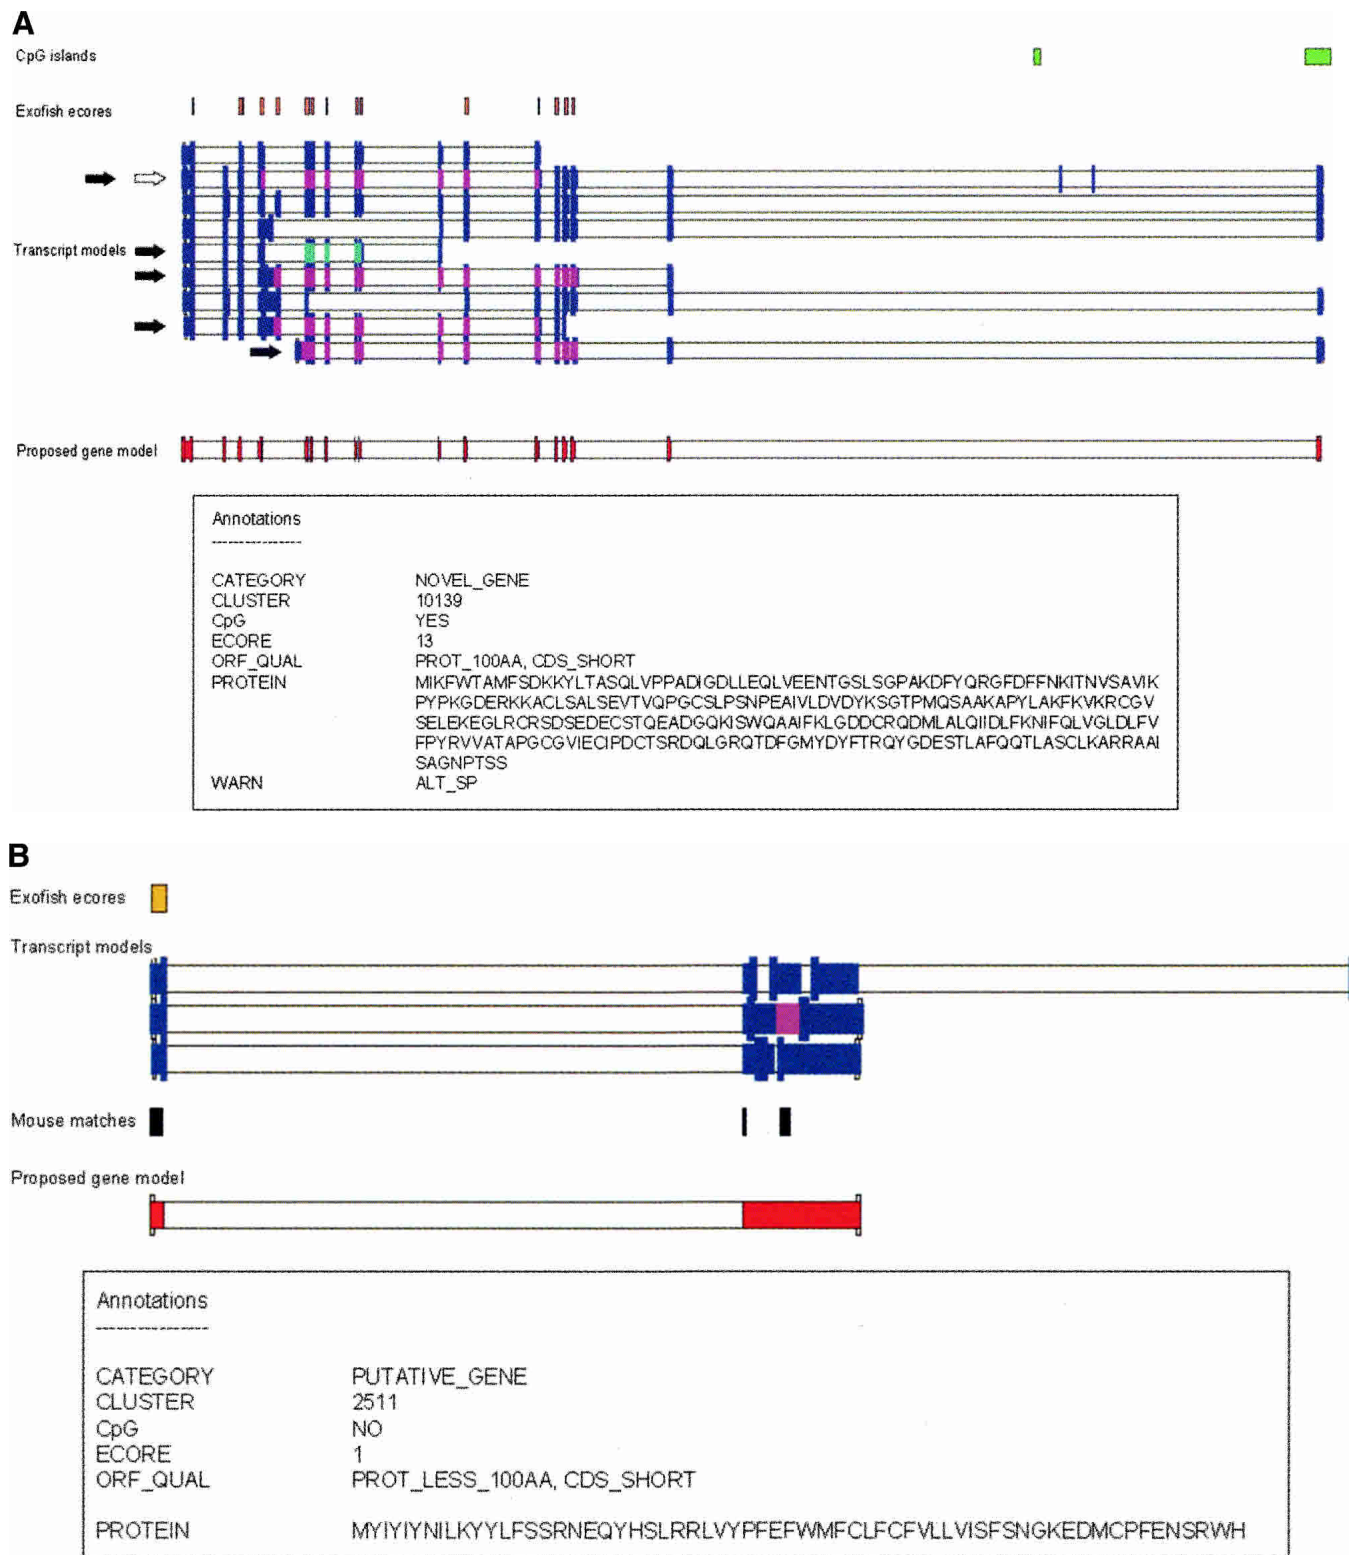 A
CpG islands
Exofish ecores
Transcript models
Proposed gene model
Annotations
--------------------
CATEGORY NOVEL_GENE
CLUSTER 10139
CpG YES
ECORE 13
ORF_QUAL PROT_100AA, CDS_SHORT
PROTEIN MIKFWTAMFSDKKYLTASQLVPPADIGDLLEQLVEENTGSLSGPAKDFYQRGFDFFNKITNVSAVIK
PYPKGDERKKACLSALSEVTVQPGCSLPSNPEAIVLDVDYKSGTPMQSAAKAPYLAKFKVKRCGV
SELEKEGLRCRSDSEDECSTQEADGQKISWQAAIFKLGDDCRQDMLALQIIDLFKNIFQLVGLDLFV
FPYRVVATAPGCGVIECIPDCTSRDQLGRQTDFGMYDYFTRQYGDESTLAFQQTLASCLKARRAAI
SAGNPTSS
WARN ALT_SP
B
Exofish ecores
Transcript models
Mouse matches
Proposed gene model
Annotations
--------------------
CATEGORY PUTATIVE_GENE
CLUSTER 2511
CpG NO
ECORE 1
ORF_QUAL PROT_LESS_100AA, CDS_SHORT
PROTEIN MYIYIYNILKYYLFSSRNEQYHSLRRLVYPFEFWMFCLFCFVLLVISFSNGKEDMCPFENSRWH